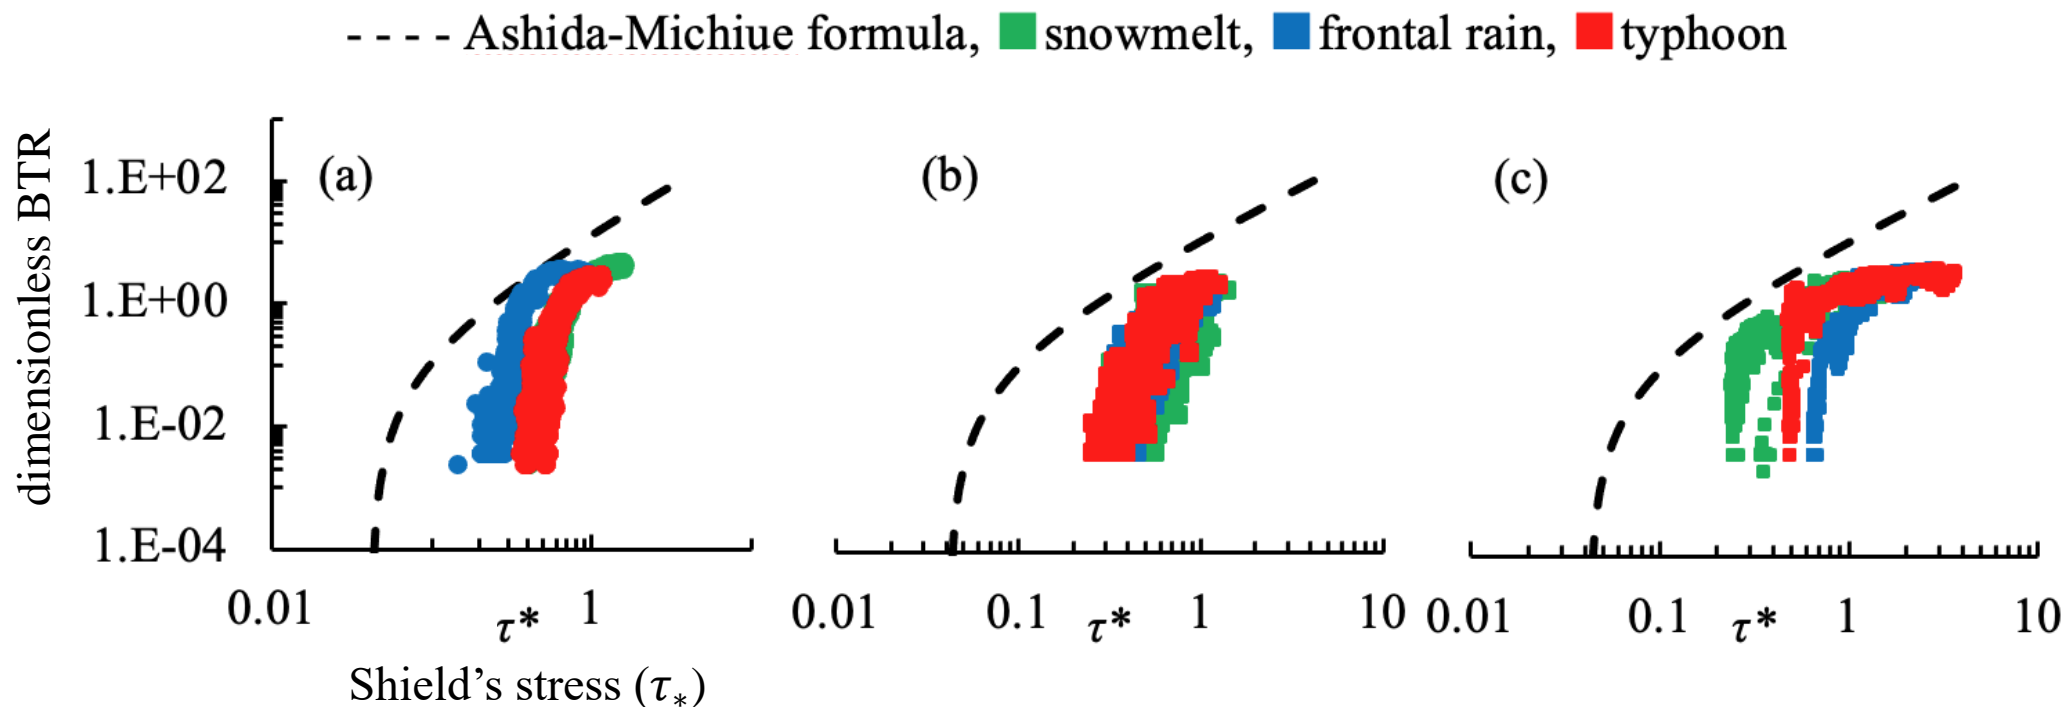 Ashida-Michiue formula, snowmelt, frontal rain, typhoon
dimensionless BTR
1.E+02
1.E+00
1.E-02
1.E-04
(a)
(b)
(c)
0.01 τ* 1
0.01 0.1 τ* 1 10
0.01 0.1 τ* 1 10
Shield’s stress (τ*)